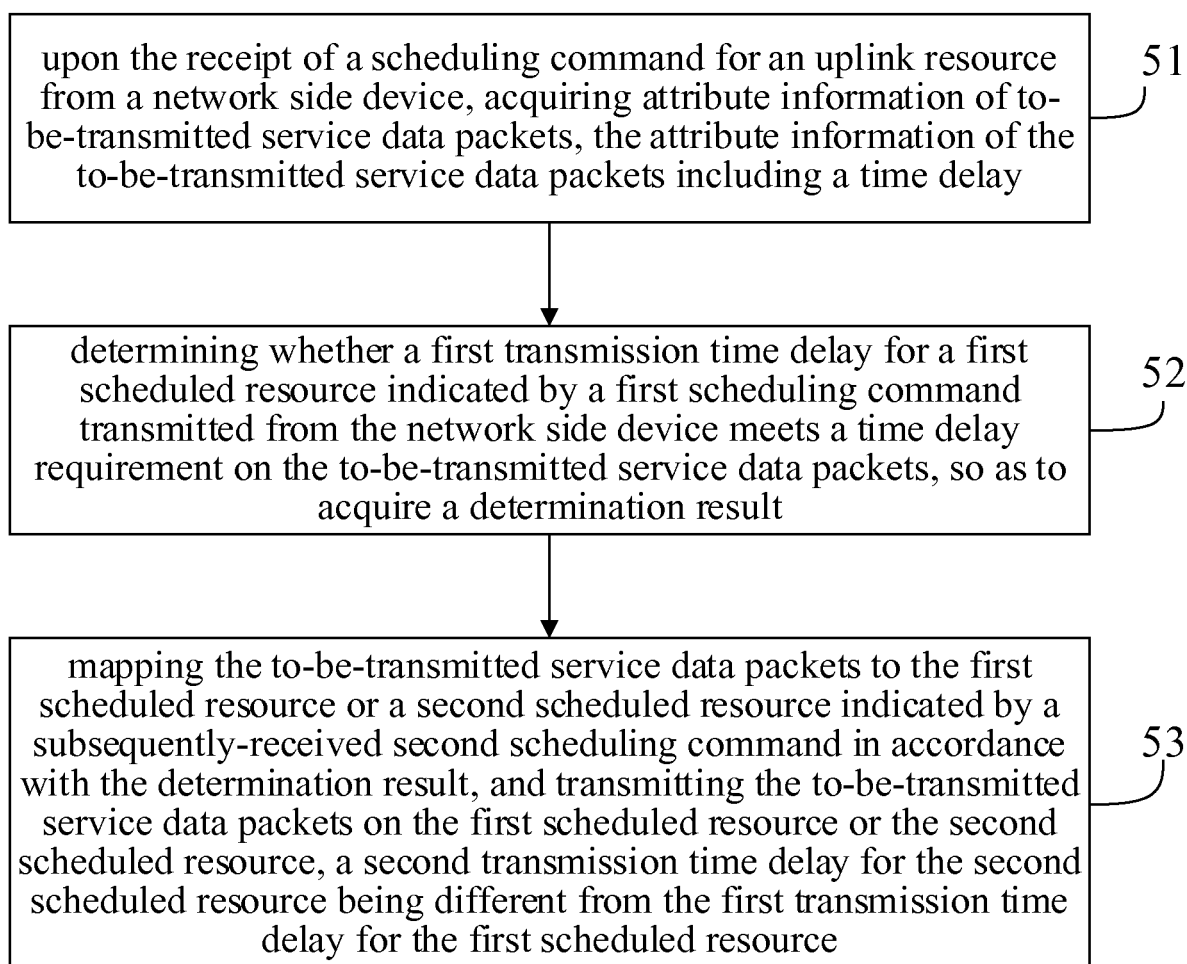 upon the receipt of a scheduling command for an uplink resource
from a network side device, acquiring attribute information of to-
be-transmitted service data packets, the attribute information of the
to-be-transmitted service data packets including a time delay
51
determining whether a first transmission time delay for a first
scheduled resource indicated by a first scheduling command
transmitted from the network side device meets a time delay
requirement on the to-be-transmitted service data packets, so as to
acquire a determination result
52
mapping the to-be-transmitted service data packets to the first
scheduled resource or a second scheduled resource indicated by a
subsequently-received second scheduling command in accordance
with the determination result, and transmitting the to-be-transmitted
service data packets on the first scheduled resource or the second
scheduled resource, a second transmission time delay for the second
scheduled resource being different from the first transmission time
delay for the first scheduled resource
53